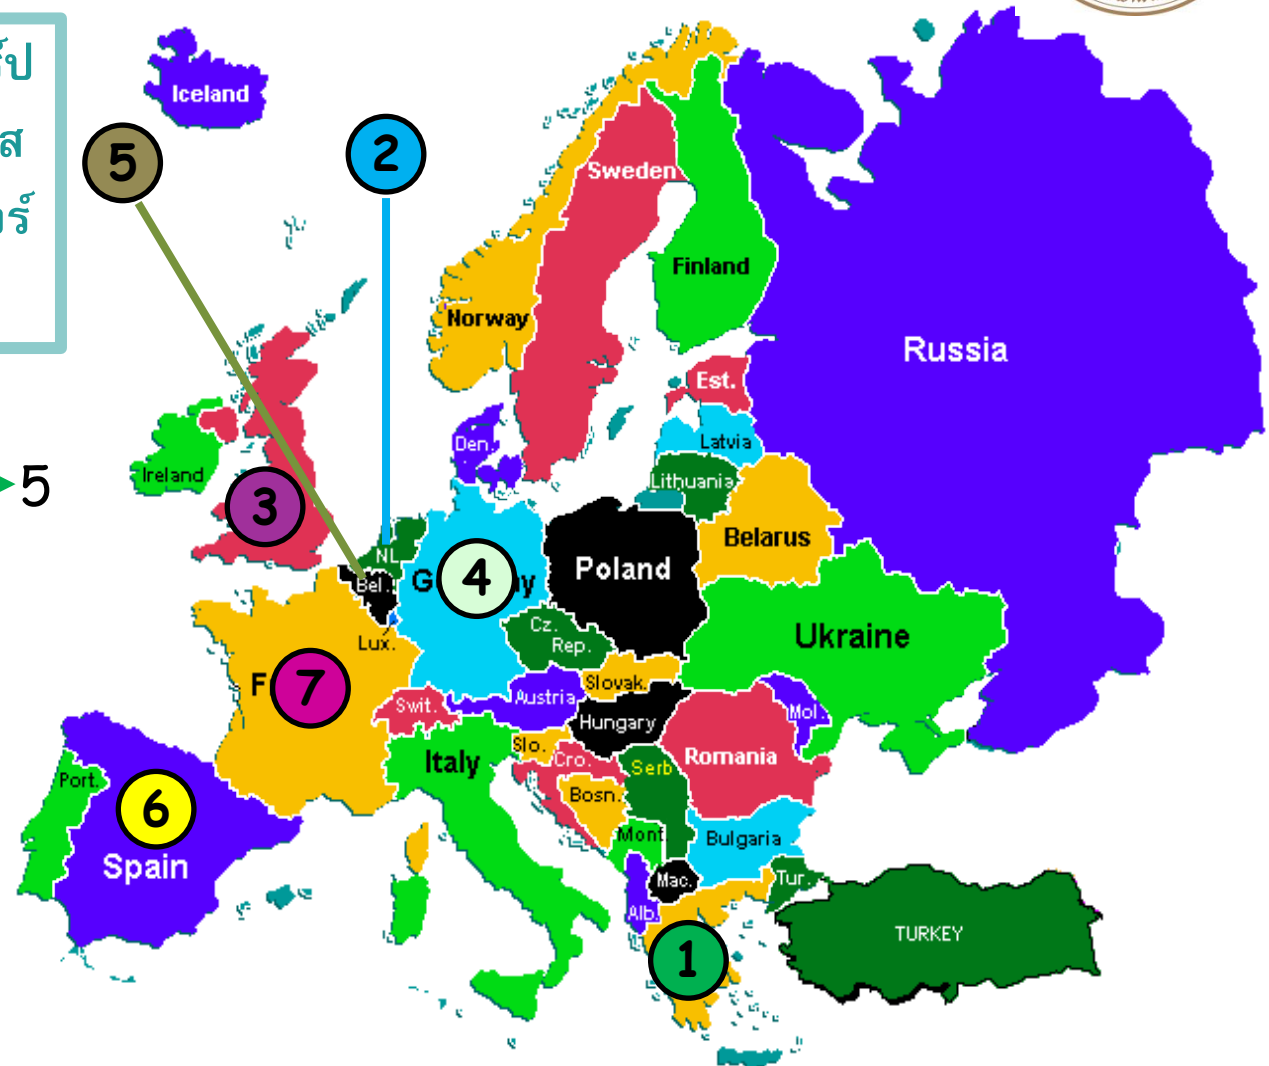 Iceland
5
2
Sweden
Finland
Norway
Russia
Est.
Den.
Latvia
Ireland
Lithuania
5
3
Belarus
NL
Poland
Bel.
4
Ukraine
Cz.
Rep.
Lux.
7
Slovak.
Austria
Swit.
Mol.
Hungary
Slo.
Italy
Cro.
Romania
Serb
Port.
Bosn.
6
Mont
Bulgaria
Spain
Mac.
Tur.
Alb.
TURKEY
1